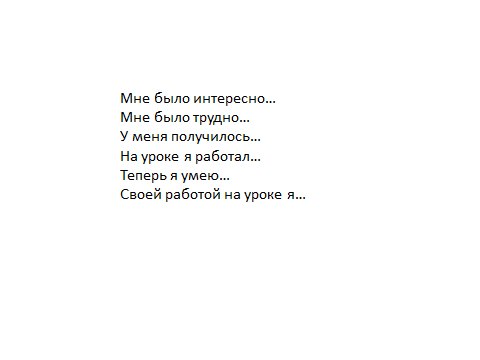 Мне было интересно...
Мне было трудно...
У меня получилось...
На уроке я работал...
Теперь я умею...
Своей работой на уроке я...